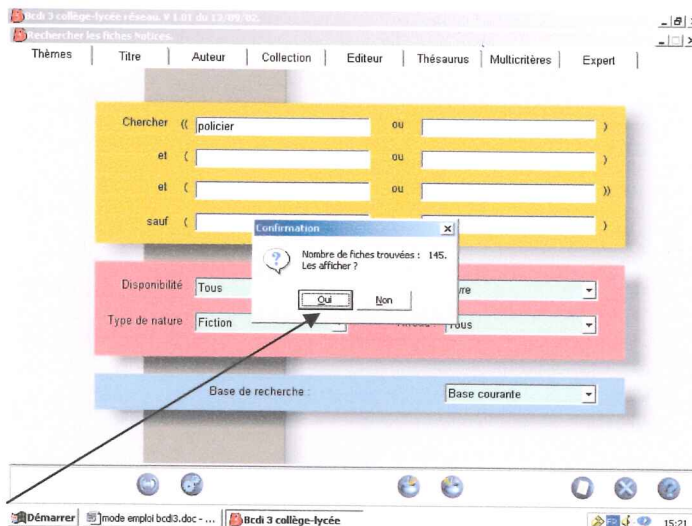 Bcdi 3 collège-lycée réseau. V 1.01 du 13/09/02.
Rechercher les fiches Notices.
Thèmes Titre Auteur Collection Editeur Thésaurus Multicritères Expert
Chercher (( policier ou )
et ( ou )
et ( ou ))
sauf ( )
Confirmation
Nombre de fiches trouvées : 145.
Les afficher ?
Oui Non
Disponibilité Tous
Type de nature Fiction Tous
Base de recherche : Base courante
Démarrer mode emploi bcdi3.doc - ... Bcdi 3 collège-lycée 15:21